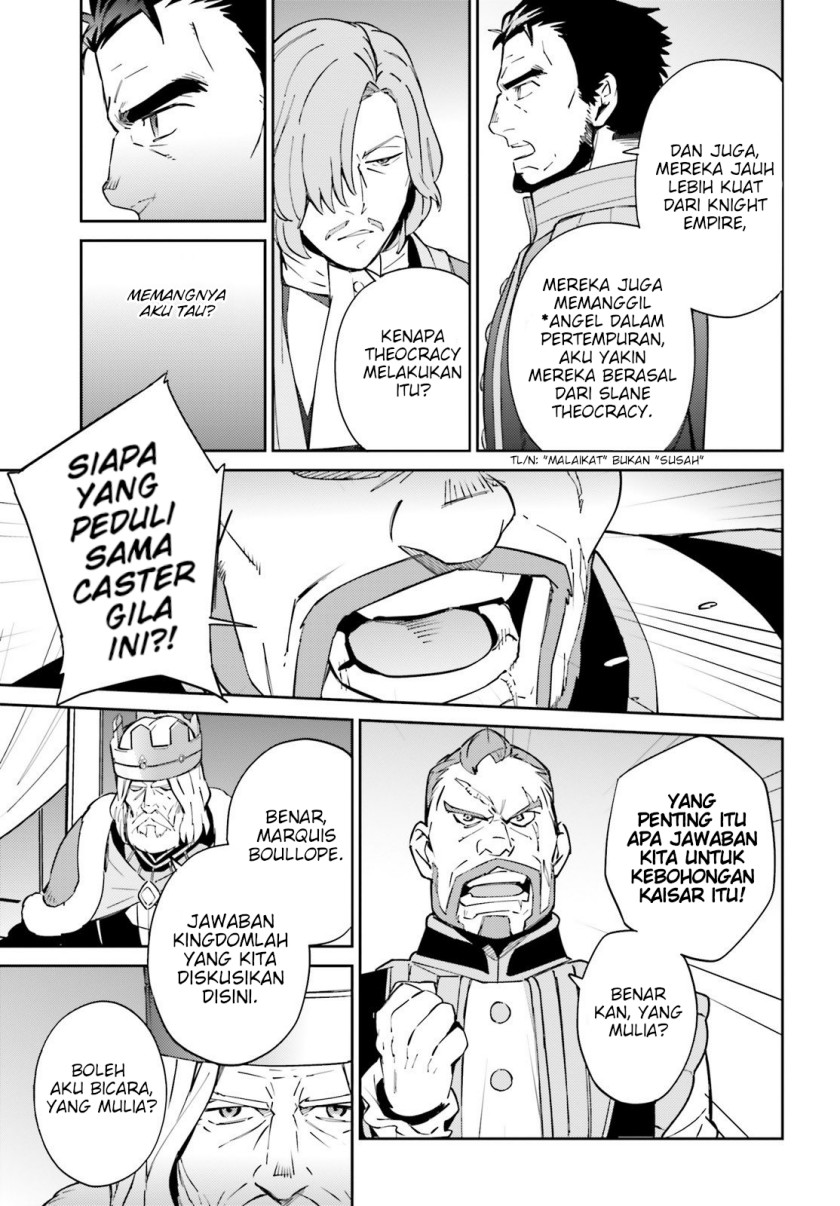 DAN JUGA,
MEREKA JAUH
LEBIH KUAT
DARI KNIGHT
EMPIRE,
MEREKA JUGA
MEMANGGIL
*ANGEL DALAM
PERTEMPURAN,
AKU YAKIN
MEREKA BERASAL
DARI SLANE
THEOCRACY.
TL/N: "MALAIKAT" BUKAN "SUSAH"
KENAPA
THEOCRACY
MELAKUKAN
ITU?
MEMANGNYA
AKU TAU?
SIAPA
YANG
PEDULI
SAMA
CASTER
GILA
INI?!
YANG
PENTING ITU
APA JAWABAN
KITA UNTUK
KEBOHONGAN
KAISAR ITU!
BENAR
KAN, YANG
MULIA?
BENAR,
MARQUIS
BOULLOPE.
JAWABAN
KINGDOMLAH
YANG KITA
DISKUSIKAN
DISINI.
BOLEH
AKU BICARA,
YANG MULIA?